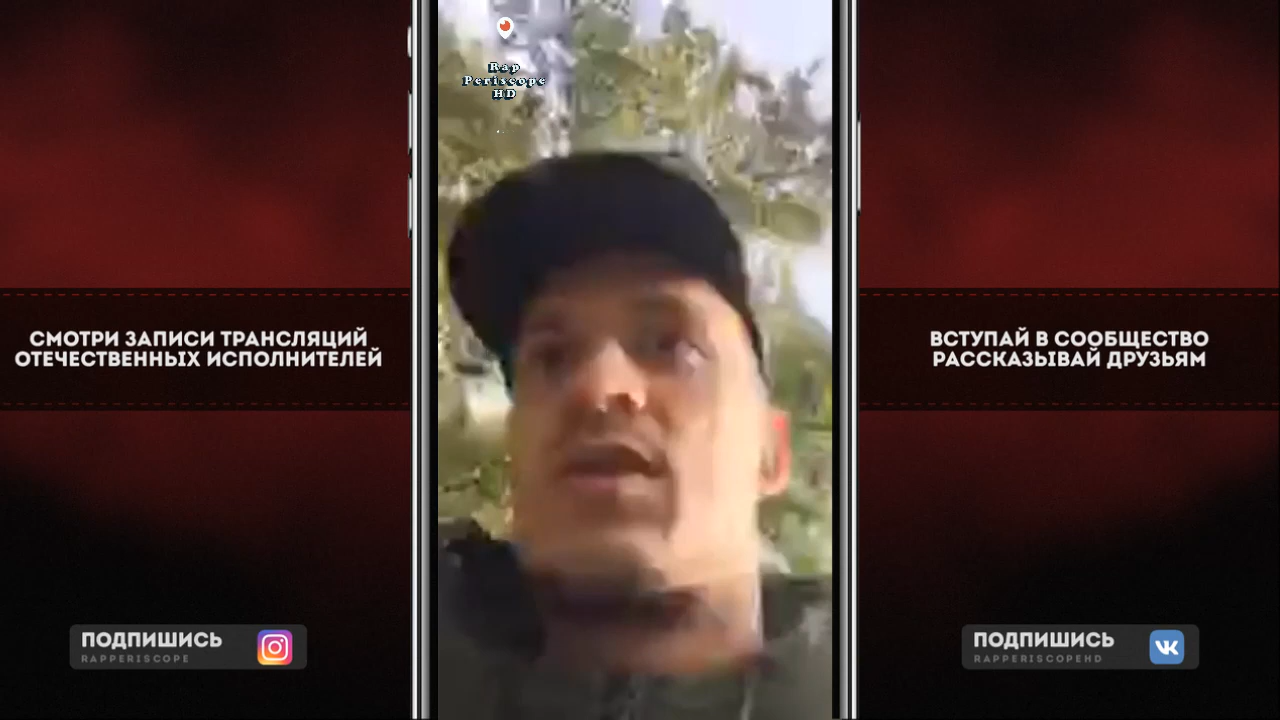 Rap
Periscope
HD
СМОТРИ ЗАПИСИ ТРАНСЛЯЦИЙ
ОТЕЧЕСТВЕННЫХ ИСПОЛНИТЕЛЕЙ
ВСТУПАЙ В СООБЩЕСТВО
РАССКАЗЫВАЙ ДРУЗЬЯМ
ПОДПИШИСЬ
RAPPERISCOPE
ПОДПИШИСЬ
RAPPERISCOPEHD